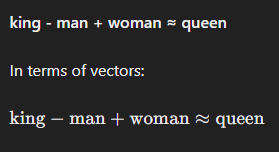 king - man + woman ≈ queen
In terms of vectors:
king − man + woman ≈ queen